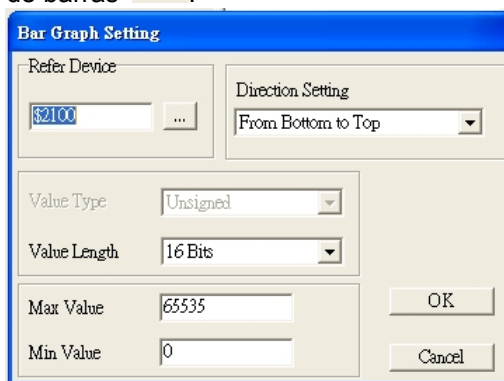 de barras
Bar Graph Setting
Refer Device
$2100
...
Direction Setting
From Bottom to Top
Value Type
Unsigned
Value Length
16 Bits
Max Value
65535
Min Value
0
OK
Cancel